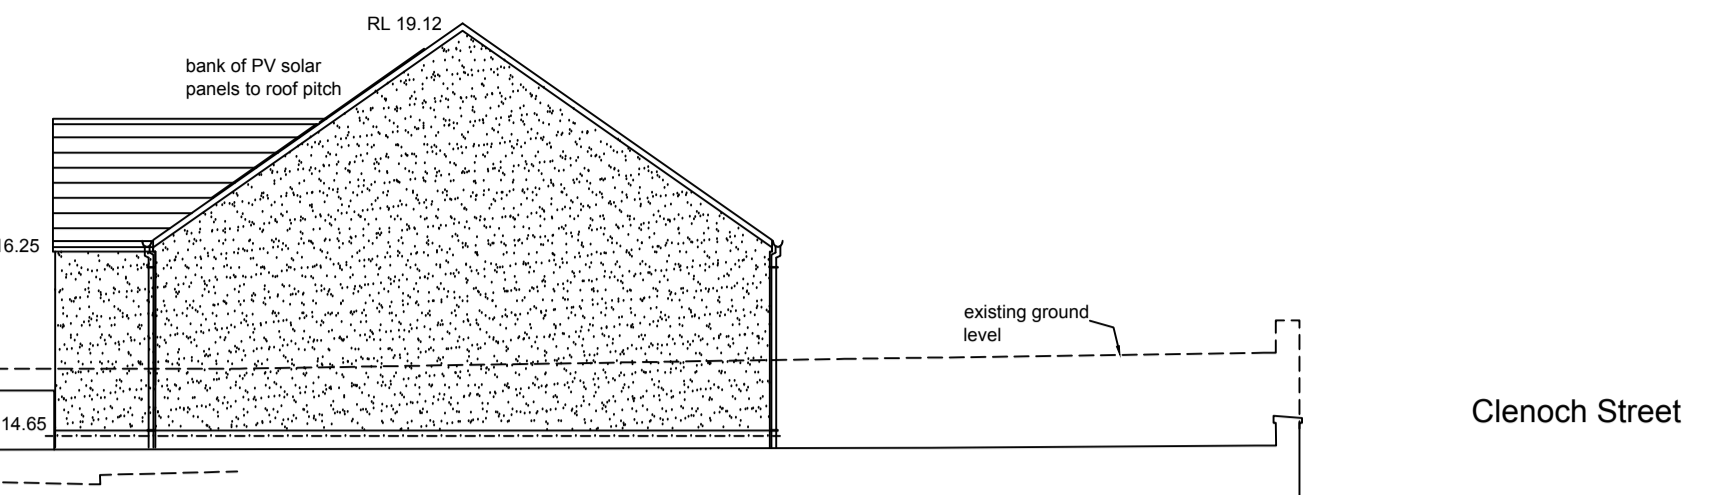 RL 19.12
bank of PV solar
panels to roof pitch
16.25
existing ground
level
14.65
Clenoch Street